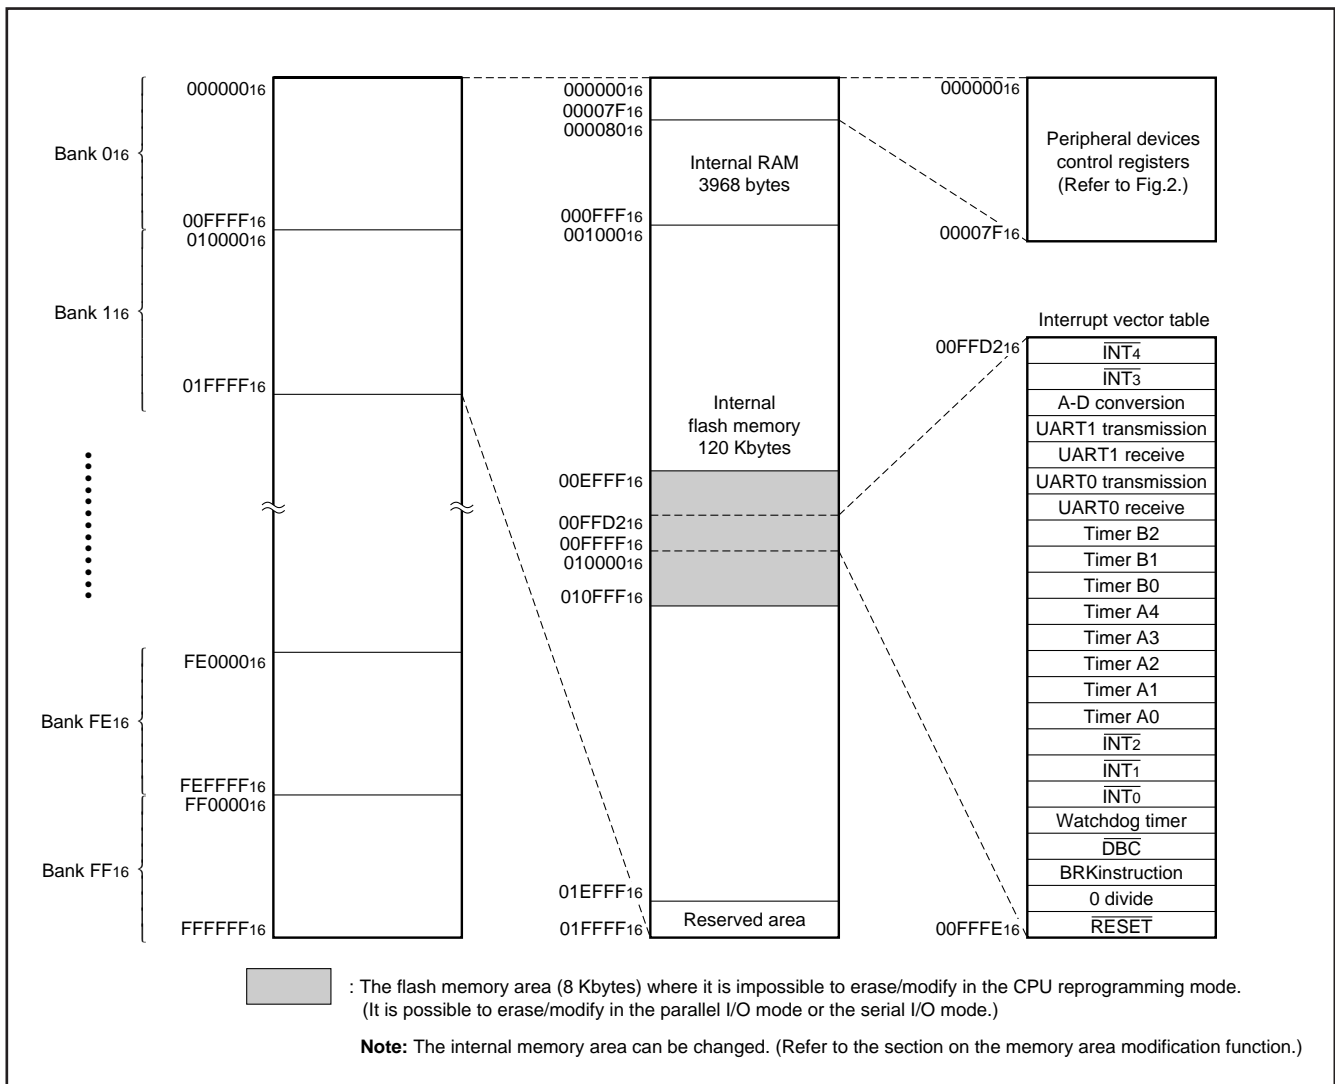 Bank 016
Bank 116
Bank FE16
Bank FF16
00000016
00FFFF16
01000016
01FFFF16
FE000016
FEFFFF16
FF000016
FFFFFF16
00000016
00007F16
00008016
Internal RAM
3968 bytes
000FFF16
00100016
Internal
flash memory
120 Kbytes
00EFFF16
00FFD216
00FFFF16
01000016
010FFF16
01EFFF16
Reserved area
01FFFF16
00000016
Peripheral devices
control registers
(Refer to Fig.2.)
00007F16
Interrupt vector table
00FFD216
INT4
INT3
A-D conversion
UART1 transmission
UART1 receive
UART0 transmission
UART0 receive
Timer B2
Timer B1
Timer B0
Timer A4
Timer A3
Timer A2
Timer A1
Timer A0
INT2
INT1
INT0
Watchdog timer
DBC
BRKinstruction
0 divide
00FFFE16
RESET
: The flash memory area (8 Kbytes) where it is impossible to erase/modify in the CPU reprogramming mode.
(It is possible to erase/modify in the parallel I/O mode or the serial I/O mode.)
Note: The internal memory area can be changed. (Refer to the section on the memory area modification function.)